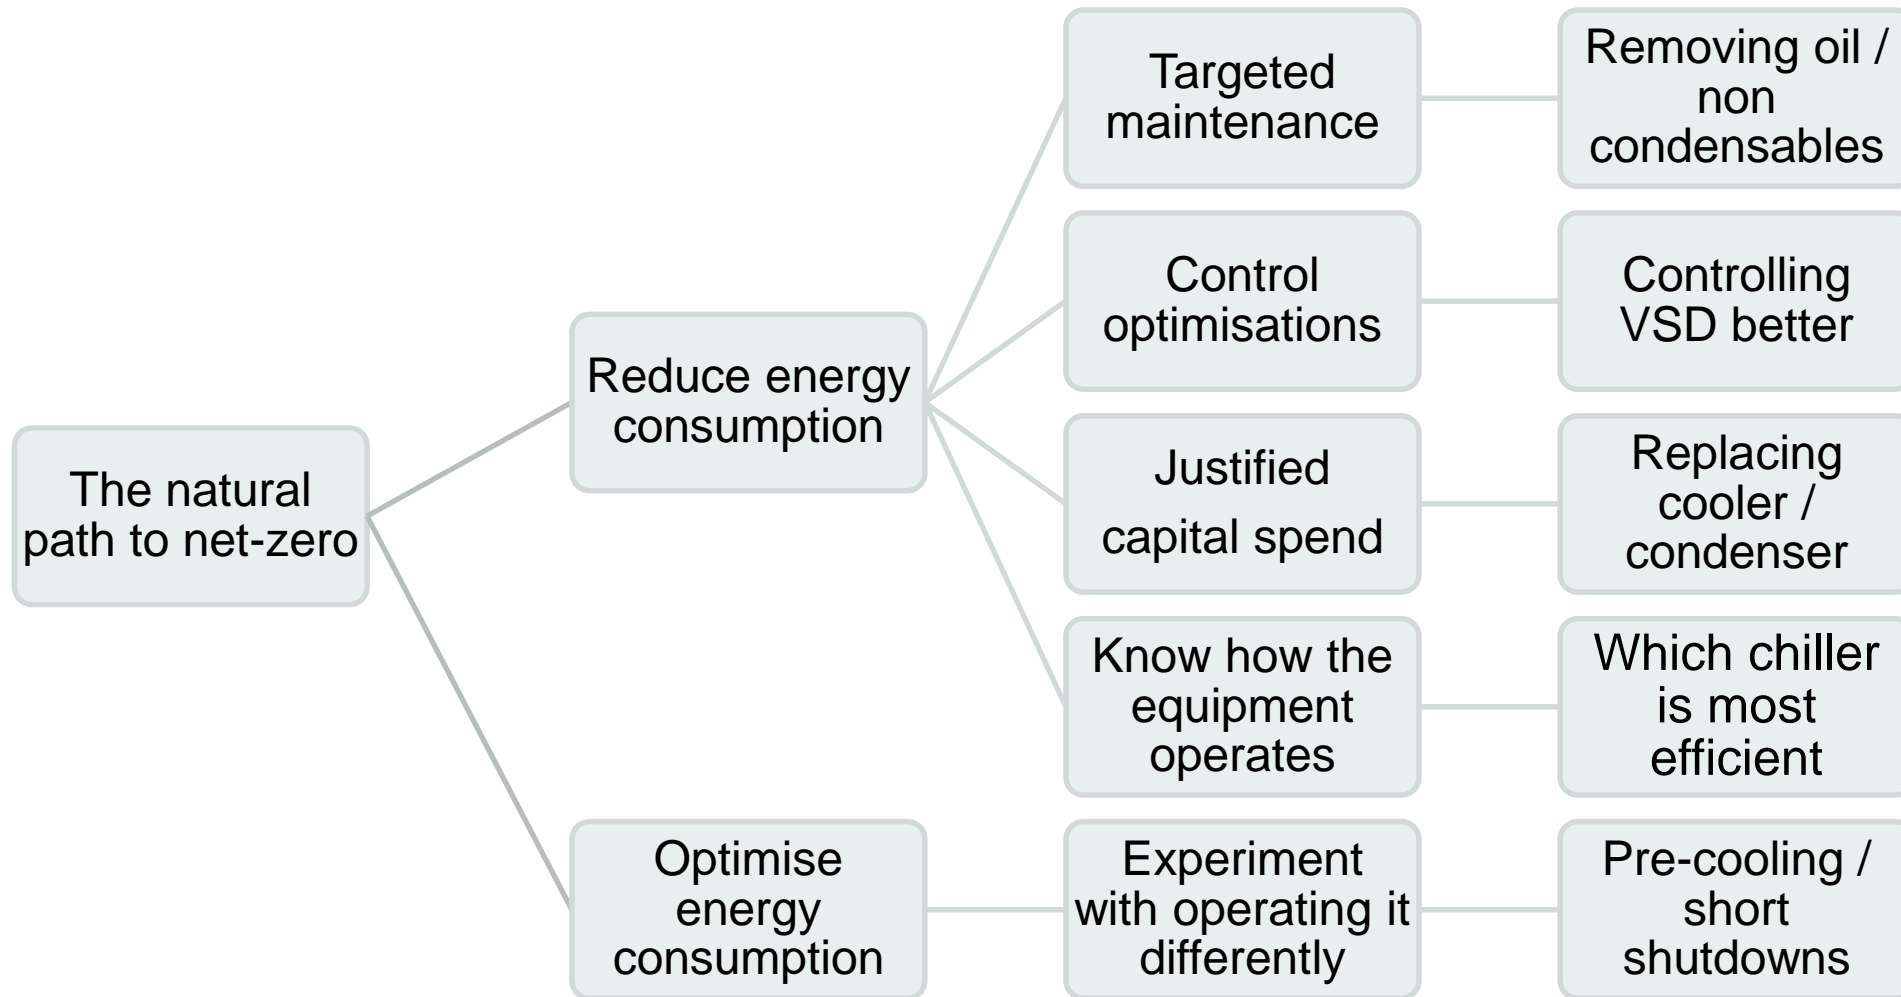 The natural
path to net-zero
Reduce energy
consumption
Targeted
maintenance
Removing oil /
non
condensables
Control
optimisations
Controlling
VSD better
Justified
capital spend
Replacing
cooler /
condenser
Know how the
equipment
operates
Which chiller
is most
efficient
Optimise
energy
consumption
Experiment
with operating it
differently
Pre-cooling /
short
shutdowns